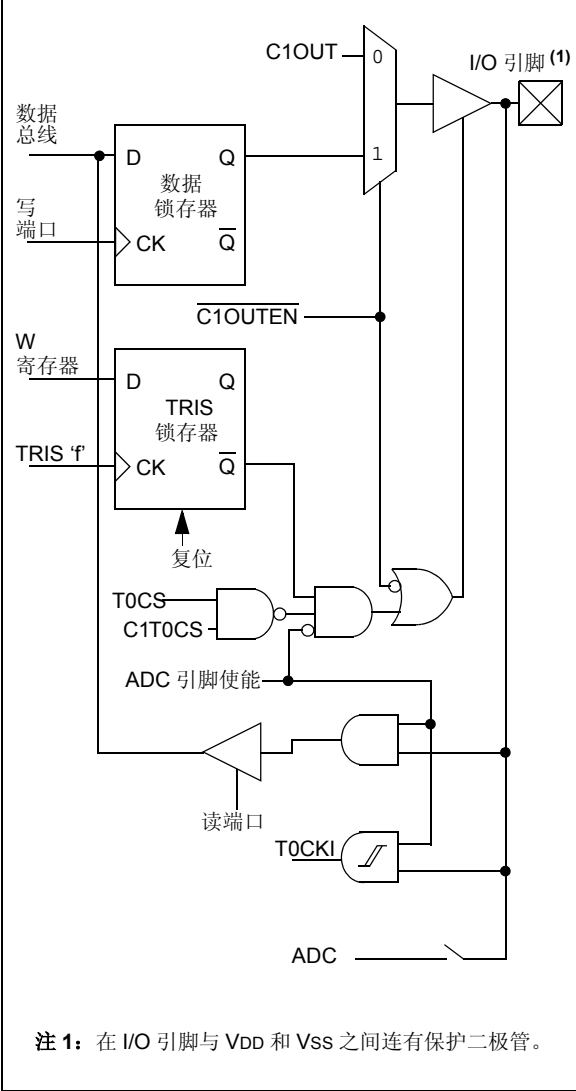 C1OUT
0
I/O 引脚 (1)
数据
总线
D
Q
1
数据
锁存器
写
端口
CK
Q
C1OUTEN
W
寄存器
D
Q
TRIS
锁存器
TRIS ‘f’
CK
Q
复位
T0CS
C1T0CS
ADC 引脚使能
读端口
T0CKI
ADC
注 1：在 I/O 引脚与 VDD 和 VSS 之间连有保护二极管。